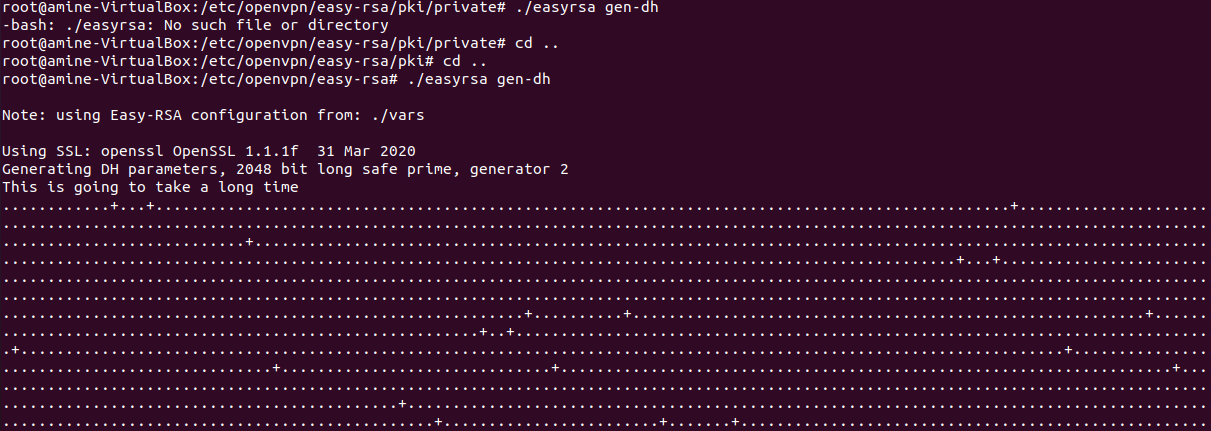 root@amine-VirtualBox:/etc/openvpn/easy-rsa/pki/private# ./easyrsa gen-dh
-bash: ./easyrsa: No such file or directory
root@amine-VirtualBox:/etc/openvpn/easy-rsa/pki/private# cd ..
root@amine-VirtualBox:/etc/openvpn/easy-rsa/pki# cd ..
root@amine-VirtualBox:/etc/openvpn/easy-rsa# ./easyrsa gen-dh
Note: using Easy-RSA configuration from: ./vars
Using SSL: openssl OpenSSL 1.1.1f  31 Mar 2020
Generating DH parameters, 2048 bit long safe prime, generator 2
This is going to take a long time